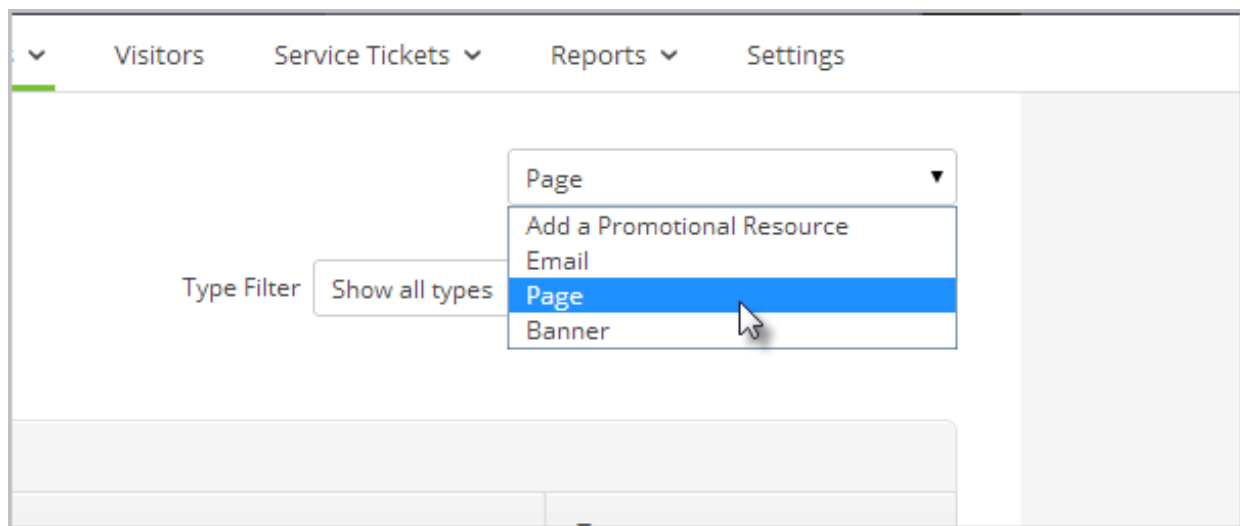 Visitors Service Tickets Reports Settings
Page
Add a Promotional Resource
Email
Type Filter Show all types
Page
Banner